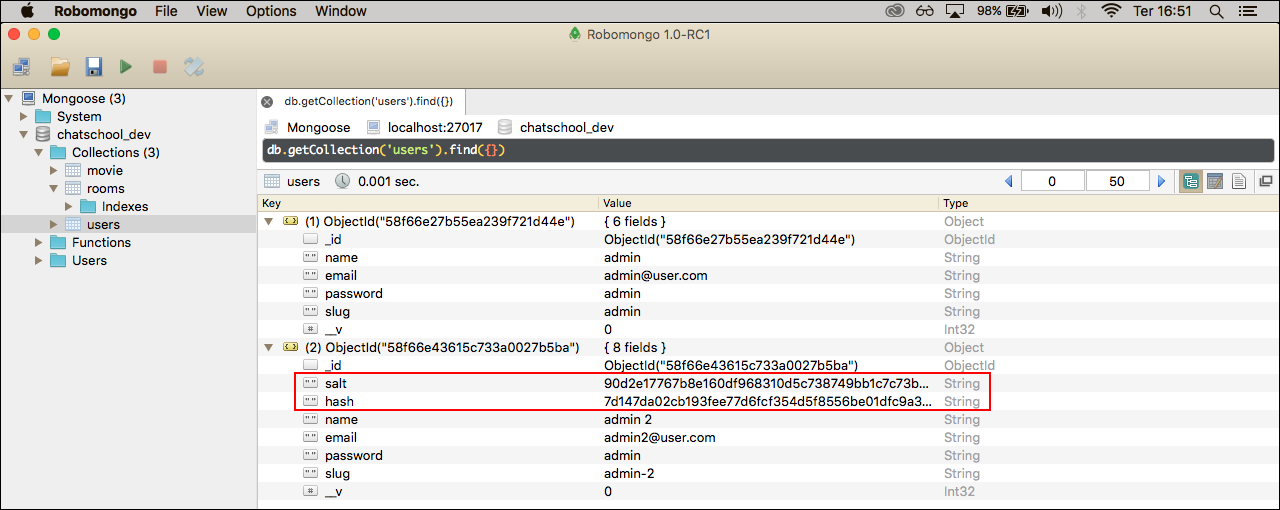 Robomongo File View Options Window 98% Ter 16:51
Robomongo 1.0-RC1
Mongoose (3)
System
chatschool_dev
Collections (3)
movie
rooms
Indexes
users
Functions
Users
db.getCollection('users').find({})
Mongoose localhost:27017 chatschool_dev
db.getCollection('users').find({})
users 0.001 sec. 0 50
Key Value Type
(1) ObjectId("58f66e27b55ea239f721d44e") { 6 fields } Object
_id ObjectId("58f66e27b55ea239f721d44e") ObjectId
name admin String
email admin@user.com String
password admin String
slug admin String
__v 0 Int32
(2) ObjectId("58f66e43615c733a0027b5ba") { 8 fields } Object
_id ObjectId("58f66e43615c733a0027b5ba") ObjectId
salt 90d2e17767b8e160df968310d5c738749bb1c7c73b... String
hash 7d147da02cb193fee77d6fcf354d5f8556be01dfc9a3... String
name admin 2 String
email admin2@user.com String
password admin String
slug admin-2 String
__v 0 Int32